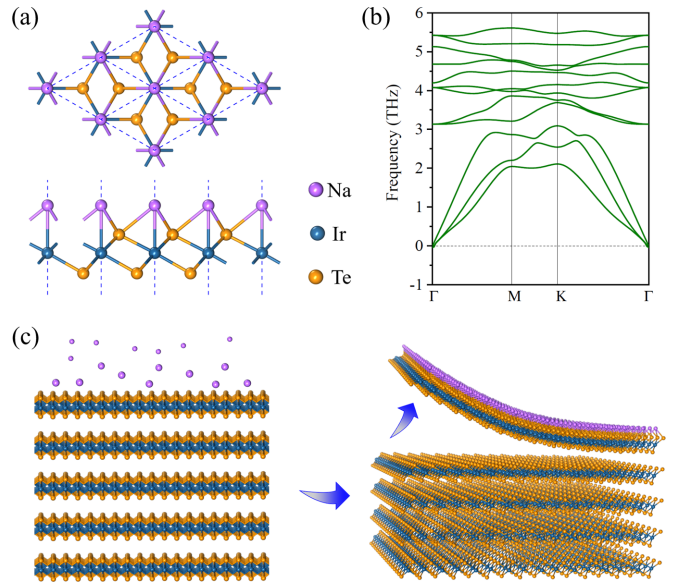 (a)
Na
Ir
Te
(b)
Frequency (THz)
6
5
4
3
2
1
0
-1
Γ M K Γ
(c)